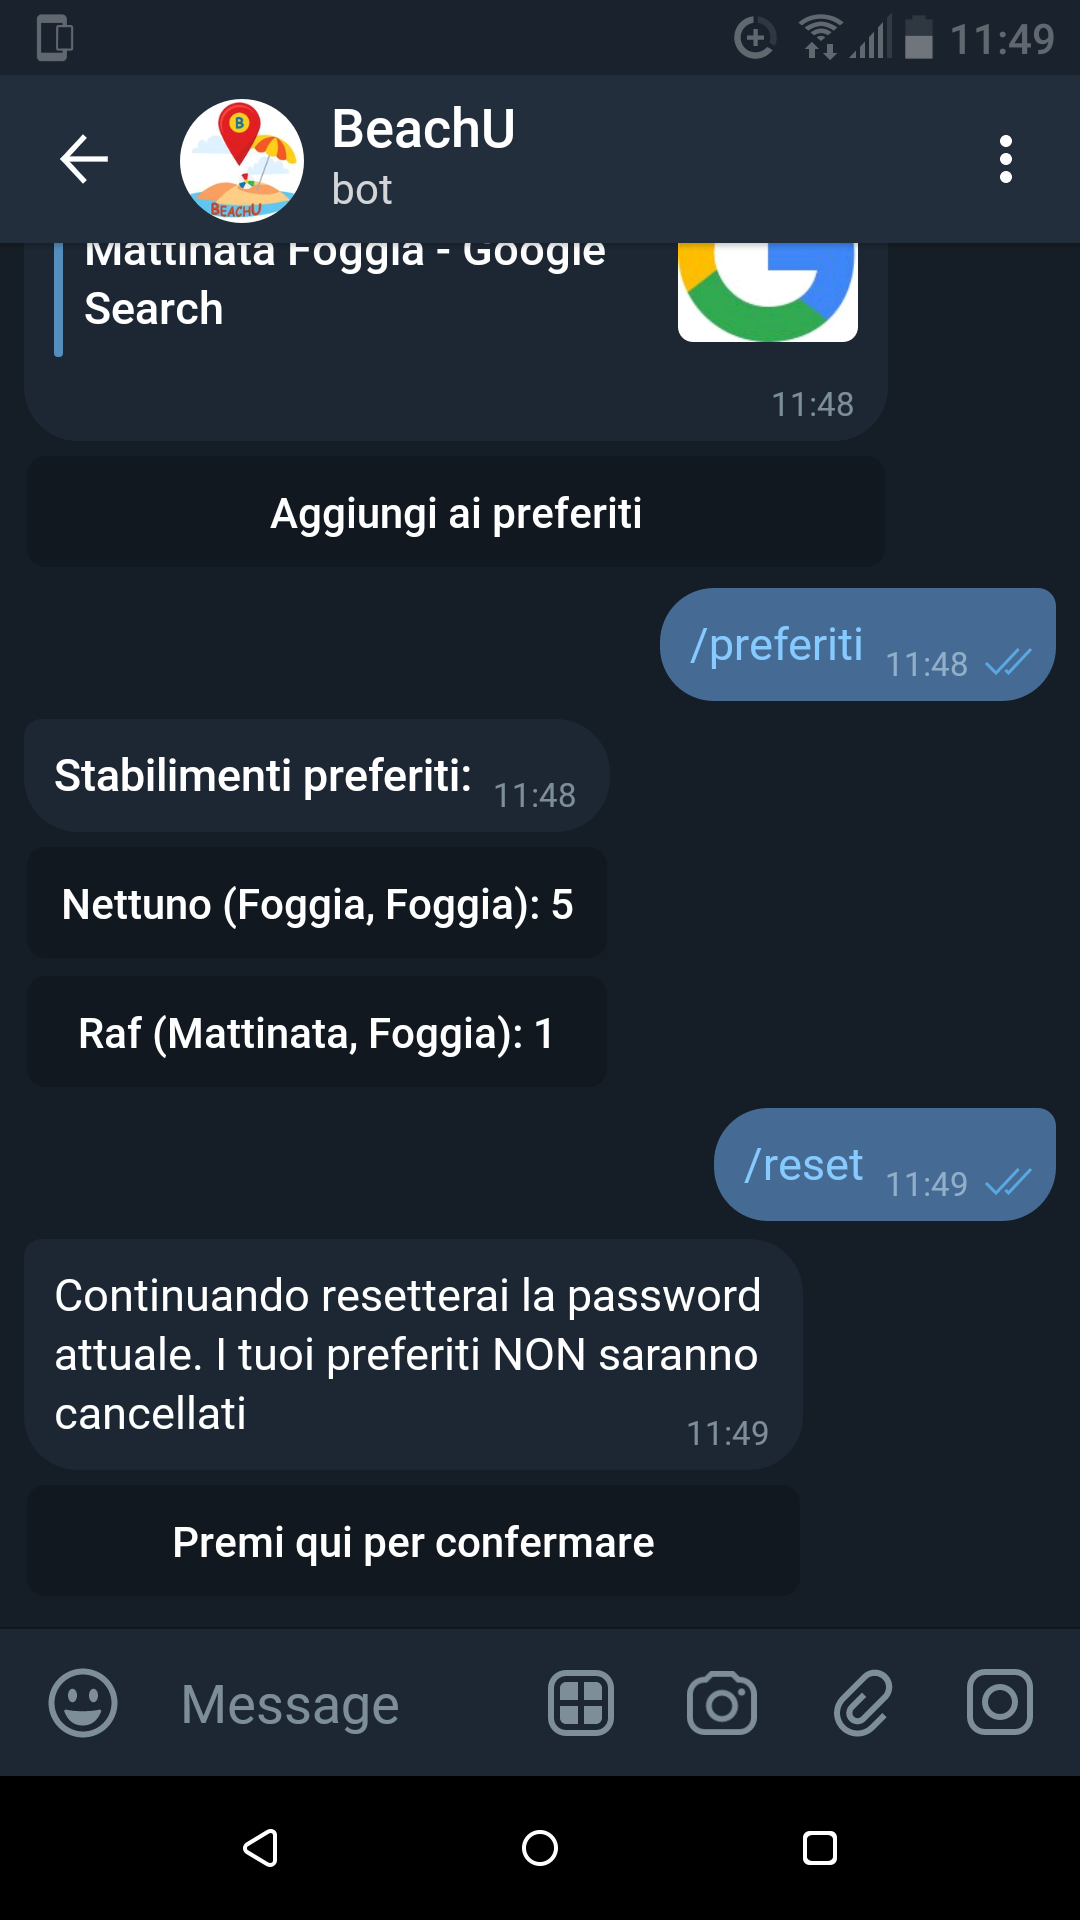 11:49
BeachU
bot
B
BEACHU
Mattinata Foggia - Google
Search
11:48
Aggiungi ai preferiti
/preferiti 11:48
Stabilimenti preferiti: 11:48
Nettuno (Foggia, Foggia): 5
Raf (Mattinata, Foggia): 1
/reset 11:49
Continuando resetterai la password
attuale. I tuoi preferiti NON saranno
cancellati
11:49
Premi qui per confermare
Message